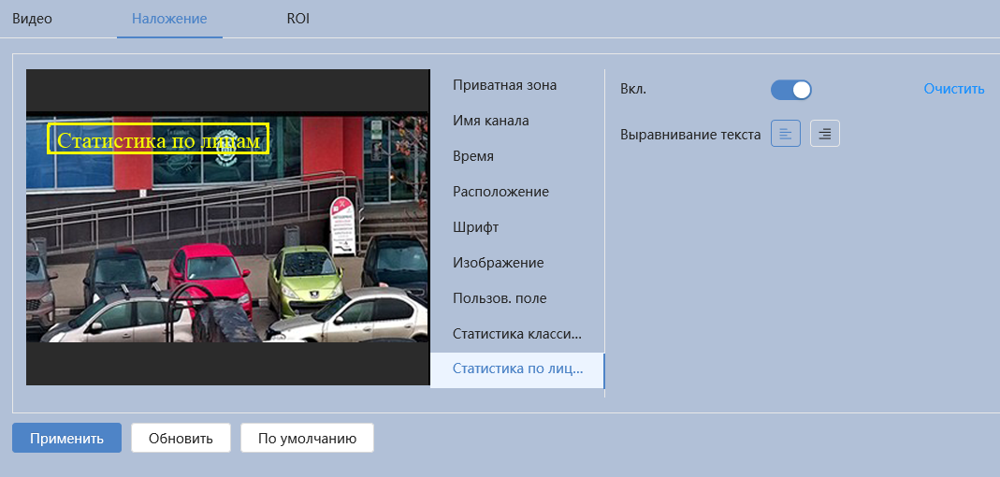 Видео
Наложение
ROI
Статистика по лицам
Приватная зона
Имя канала
Время
Расположение
Шрифт
Изображение
Пользов. поле
Статистика класси...
Статистика по лиц...
Вкл.
Очистить
Выравнивание текста
Применить
Обновить
По умолчанию